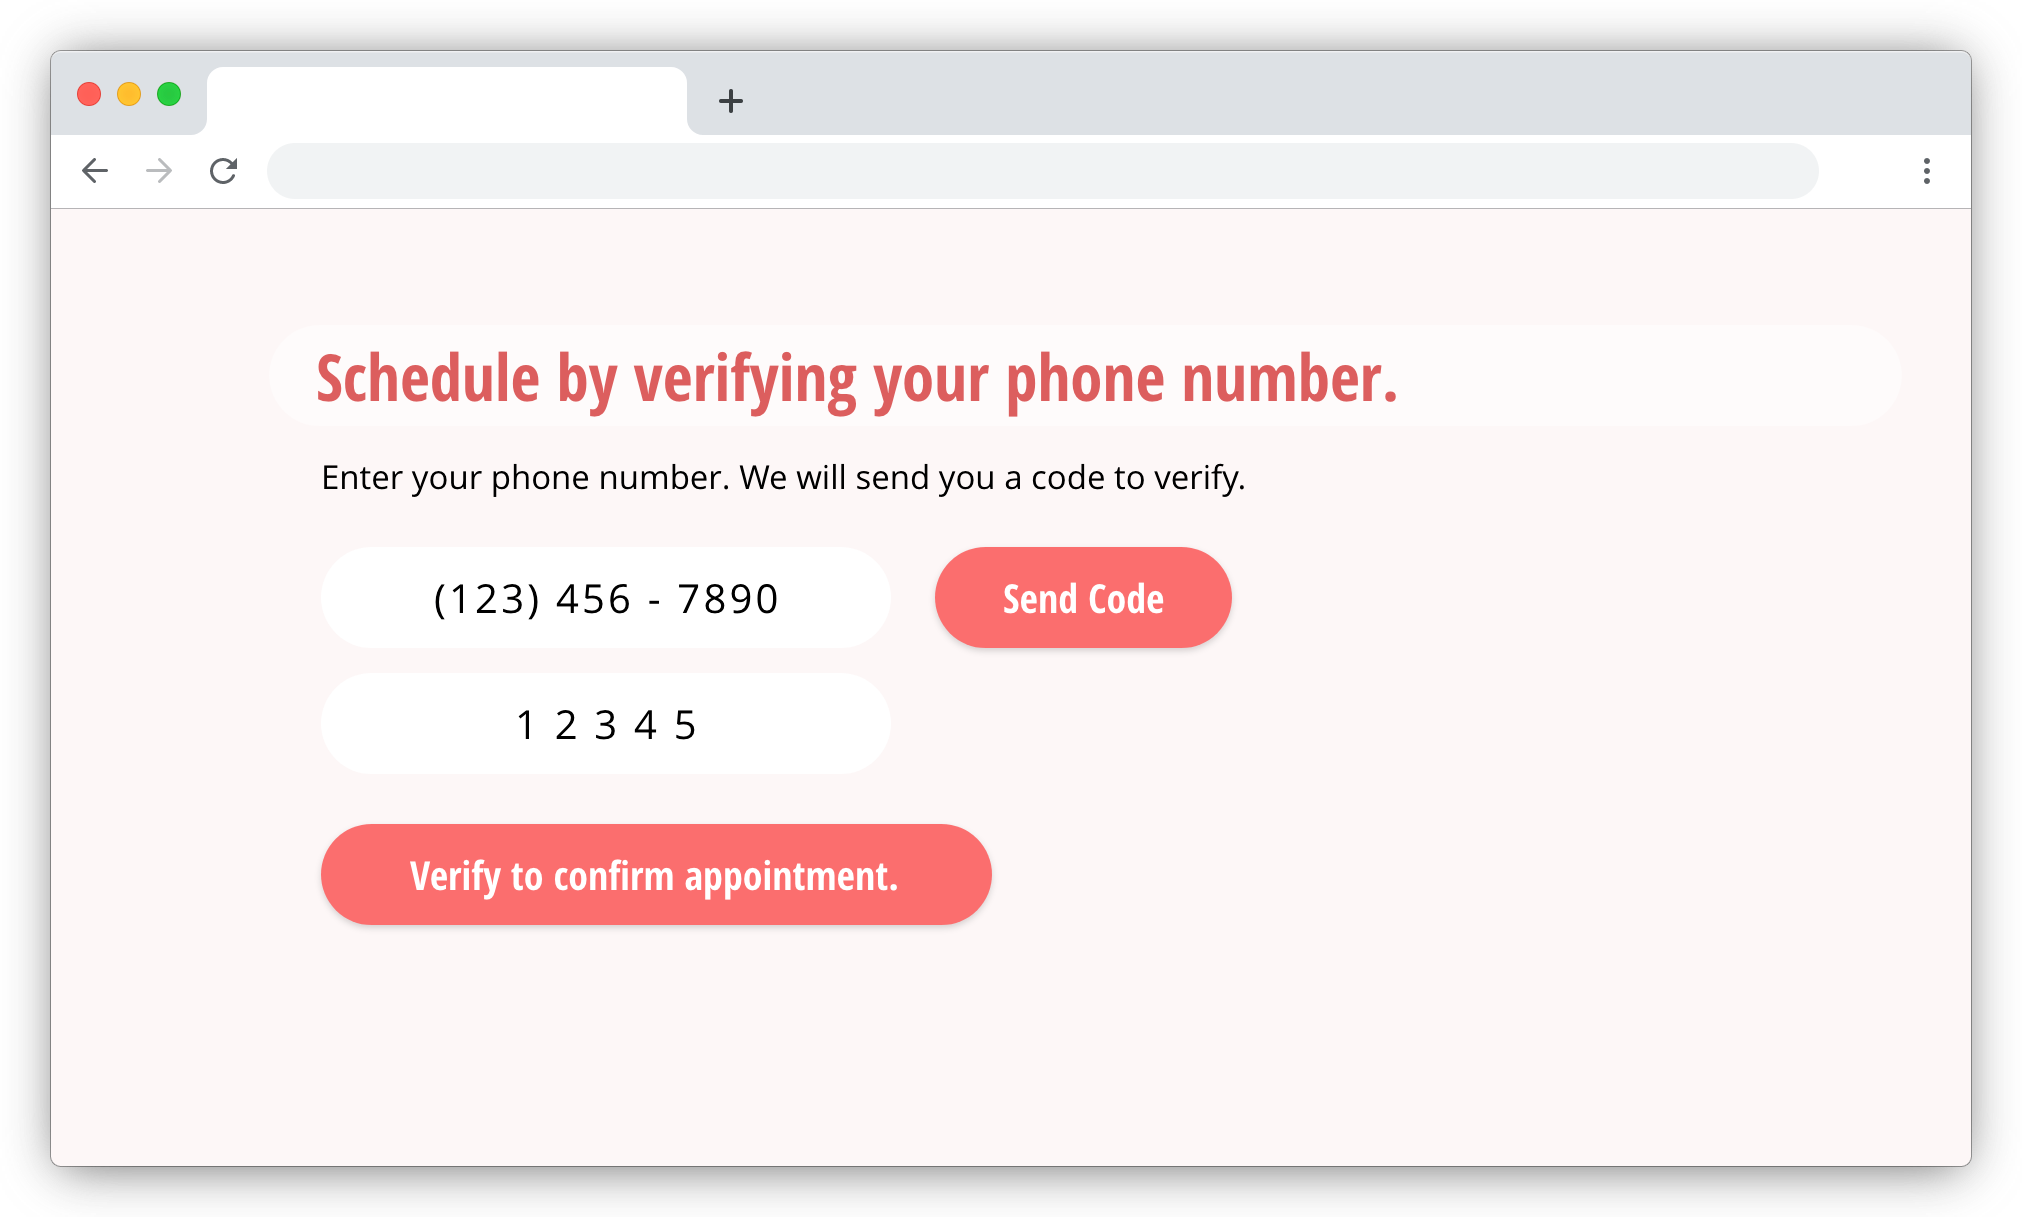 Schedule by verifying your phone number.
Enter your phone number. We will send you a code to verify.
(123) 456 - 7890
Send Code
1 2 3 4 5
Verify to confirm appointment.